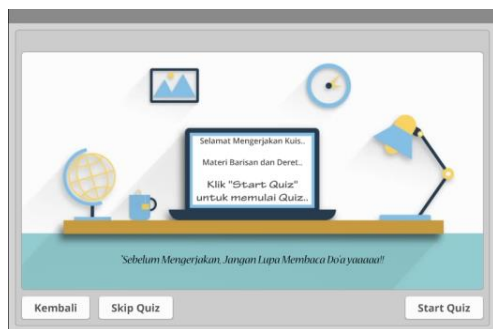 Selamat Mengerjakan Kuis..
Materi Barisan dan Deret..
Klik "Start Quiz"
untuk memulai Quiz..
"Sebelum Mengerjakan, Jangan Lupa Membaca Do'a yaaaaa!!
Kembali
Skip Quiz
Start Quiz